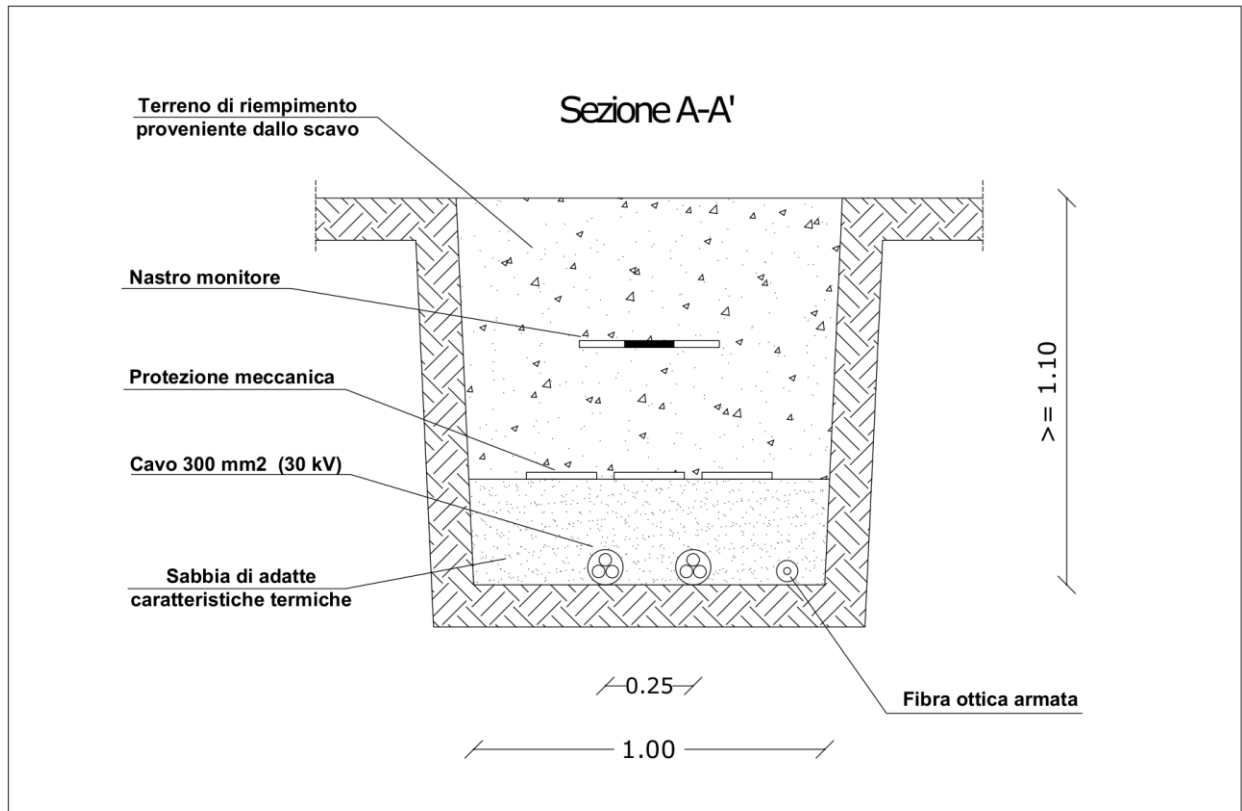 Sezione A-A'
Terreno di riempimento
proveniente dallo scavo
Nastro monitore
Protezione meccanica
Cavo 300 mm2 (30 kV)
Sabbia di adatte
caratteristiche termiche
>= 1.10
0.25
Fibra ottica armata
1.00